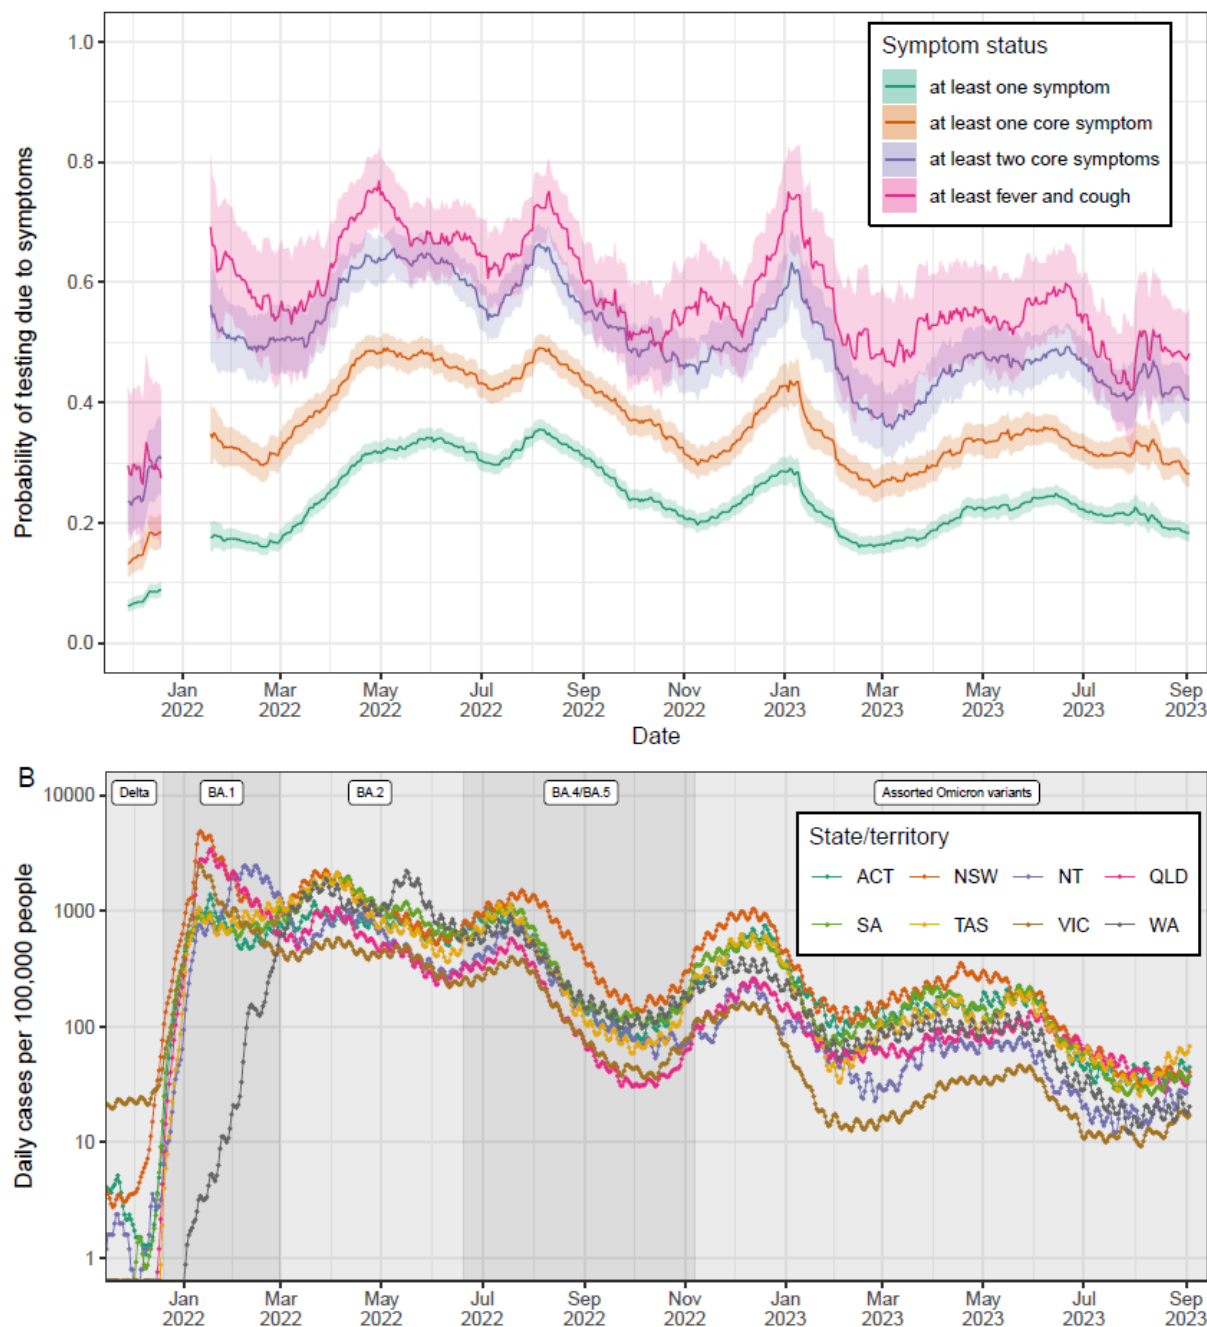 1.0
0.8
0.6
0.4
0.2
0.0
Probability of testing due to symptoms
Symptom status
at least one symptom
at least one core symptom
at least two core symptoms
at least fever and cough
Jan Mar May Jul Sep Nov Jan Mar May Jul Sep
2022 2022 2022 2022 2022 2022 2023 2023 2023 2023 2023
Date
B
Delta BA.1 BA.2 BA.4/BA.5 Assorted Omicron variants
10000
1000
100
10
1
Daily cases per 100,000 people
State/territory
ACT NSW NT QLD
SA TAS VIC WA
Jan Mar May Jul Sep Nov Jan Mar May Jul Sep
2022 2022 2022 2022 2022 2022 2023 2023 2023 2023 2023